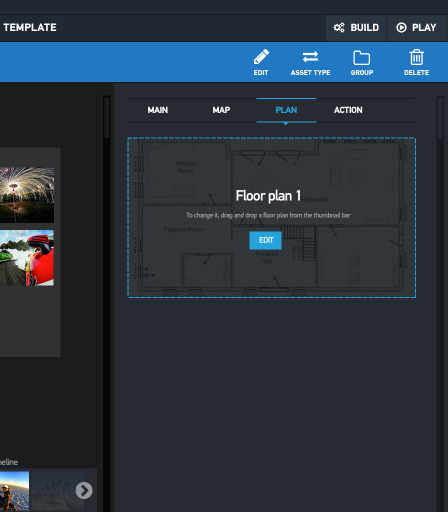 TEMPLATE
BUILD
PLAY
EDIT
ASSET TYPE
GROUP
DELETE
MAIN
MAP
PLAN
ACTION
Floor plan 1
To change it, drag and drop a floor plan from the thumbnail bar
EDIT
eline